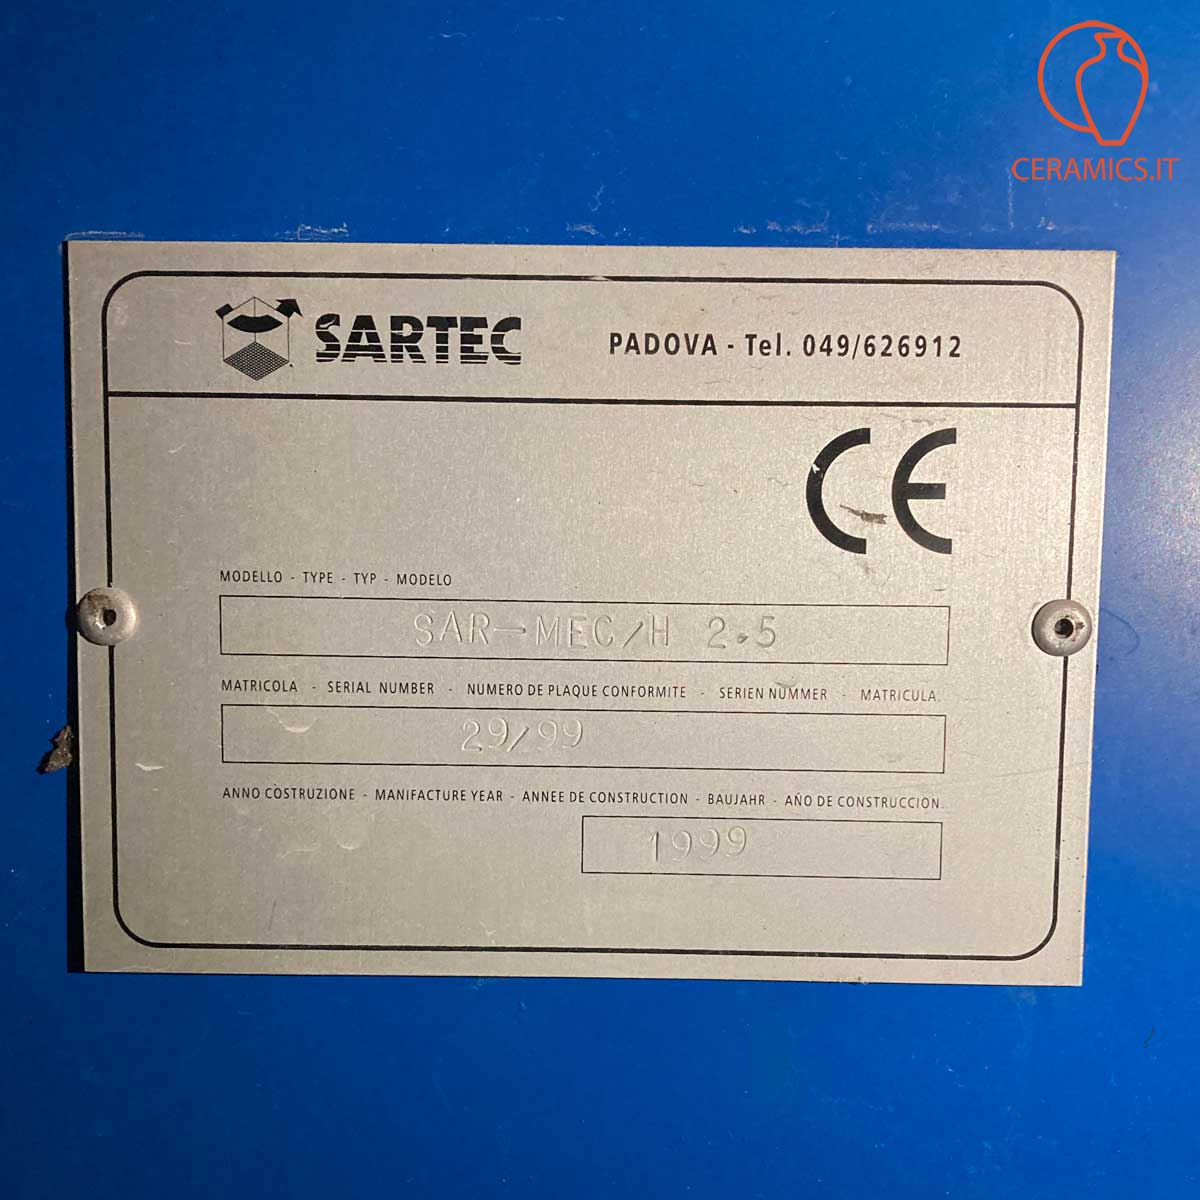 CERAMICS.IT
SARTEC
PADOVA - Tel. 049/626912
CE
MODELLO - TYPE - TYP - MODELO
SAR-MEC/H 2.5
MATRICOLA - SERIAL NUMBER - NUMERO DE PLAQUE CONFORMITE - SERIEN NUMMER - MATRICULA.
29/99
ANNO COSTRUZIONE - MANIFACTURE YEAR - ANNEE DE CONSTRUCTION - BAUJAHR - AÑO DE CONSTRUCCION.
1999